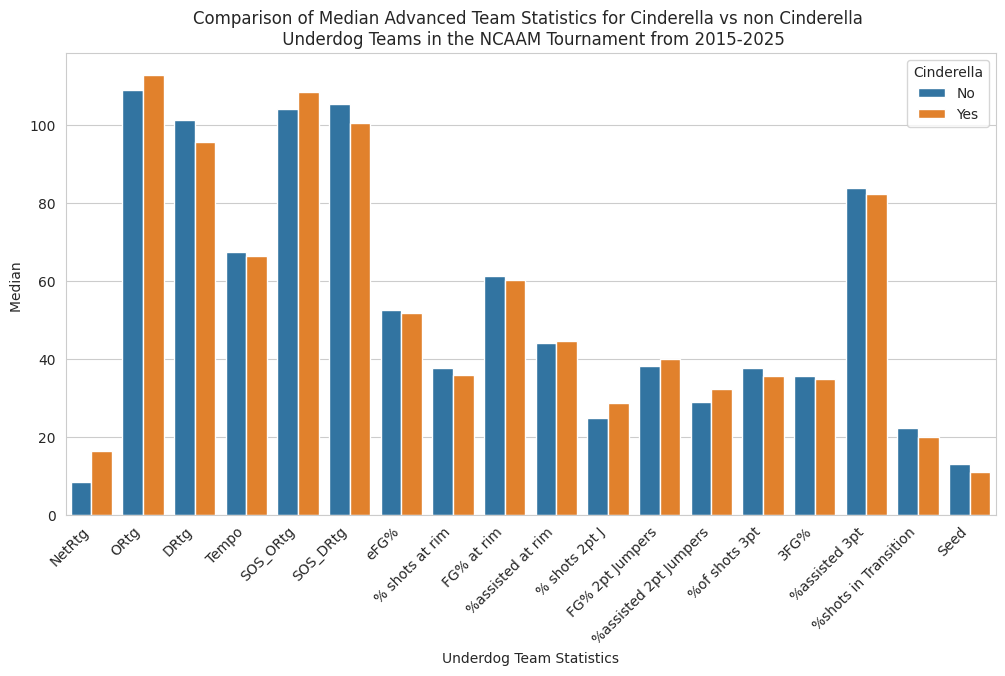 Comparison of Median Advanced Team Statistics for Cinderella vs non Cinderella
Underdog Teams in the NCAAM Tournament from 2015-2025
Cinderella
No
Yes
Median
100
80
60
40
20
0
NetRtg
ORtg
DRtg
Tempo
SOS_ORtg
SOS_DRtg
eFG%
% shots at rim
FG% at rim
%assisted at rim
% shots 2pt J
FG% 2pt Jumpers
%assisted 2pt Jumpers
%of shots 3pt
3FG%
%assisted 3pt
%shots in Transition
Seed
Underdog Team Statistics